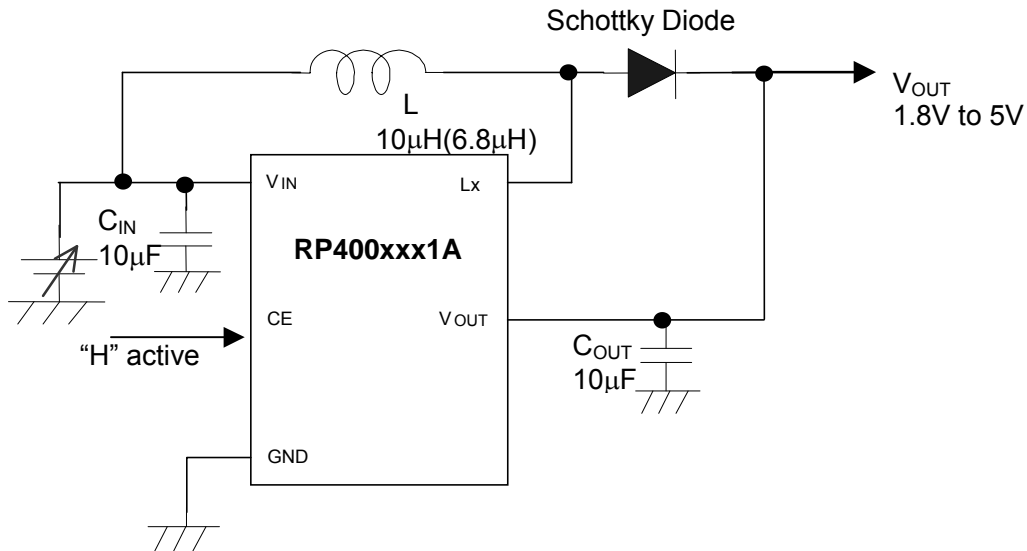 Schottky Diode
VOUT
1.8V to 5V
L
10μH(6.8μH)
VIN
Lx
CIN
10μF
RP400xxx1A
CE
VOUT
“H” active
COUT
10μF
GND